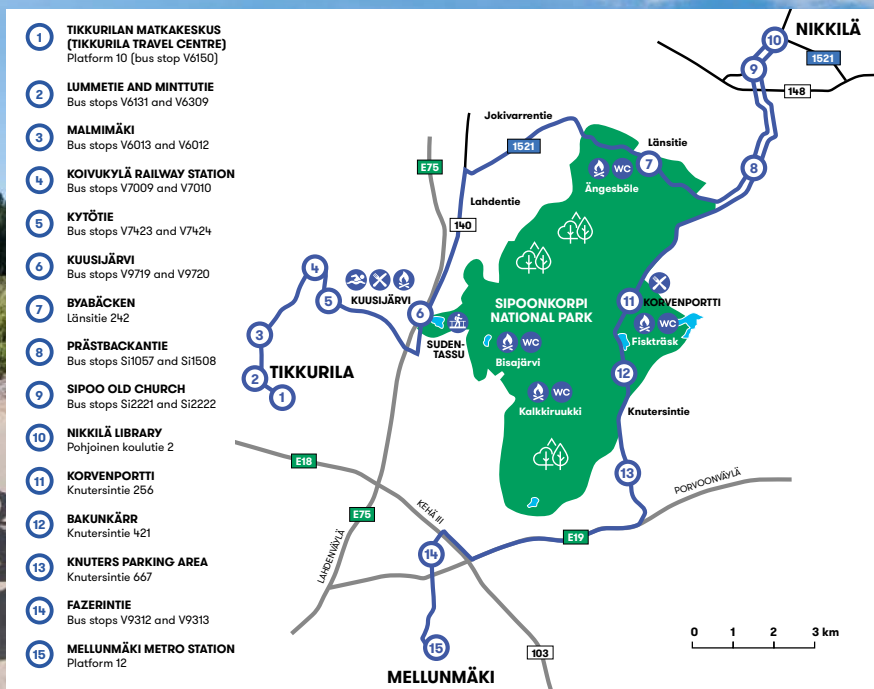 1
TIKKURILAN MATKAKESKUS
(TIKKURILA TRAVEL CENTRE)
Platform 10 (bus stop V6150)
2
LUMMETIE AND MINTTUTIE
Bus stops V6131 and V6309
3
MALMIMÄKI
Bus stops V6013 and V6012
4
KOIVUKYLÄ RAILWAY STATION
Bus stops V7009 and V7010
5
KYTÖTIE
Bus stops V7423 and V7424
6
KUUSIJÄRVI
Bus stops V9719 and V9720
7
BYABÄCKEN
Länsitie 242
8
PRÄSTBACKANTIE
Bus stops Si1057 and Si1508
9
SIPOO OLD CHURCH
Bus stops Si2221 and Si2222
10
NIKKILÄ LIBRARY
Pohjoinen koulutie 2
11
KORVENPORTTI
Knutersintie 256
12
BAKUNKÄRR
Knutersintie 421
13
KNUTERS PARKING AREA
Knutersintie 667
14
FAZERINTIE
Bus stops V9312 and V9313
15
MELLUNMÄKI METRO STATION
Platform 12
NIKKILÄ
10
1521
9
148
Jokivarrentie
1521
Länsitie
7
8
E75
WC
Ängesböle
Lahdentie
140
4
5
KUUSIJÄRVI
6
SIPOONKORPI
NATIONAL PARK
11
KORVENPORTTI
WC
Fiskträsk
SUDEN-
TASSU
WC
Bisajärvi
3
12
TIKKURILA
2
1
WC
Kalkkiruukki
Knutersintie
E18
13
PORVOONVÄYLÄ
E75
KEHÄ III
E19
LAHDENVÄYLÄ
14
0 1 2 3 km
15
103
MELLUNMÄKI